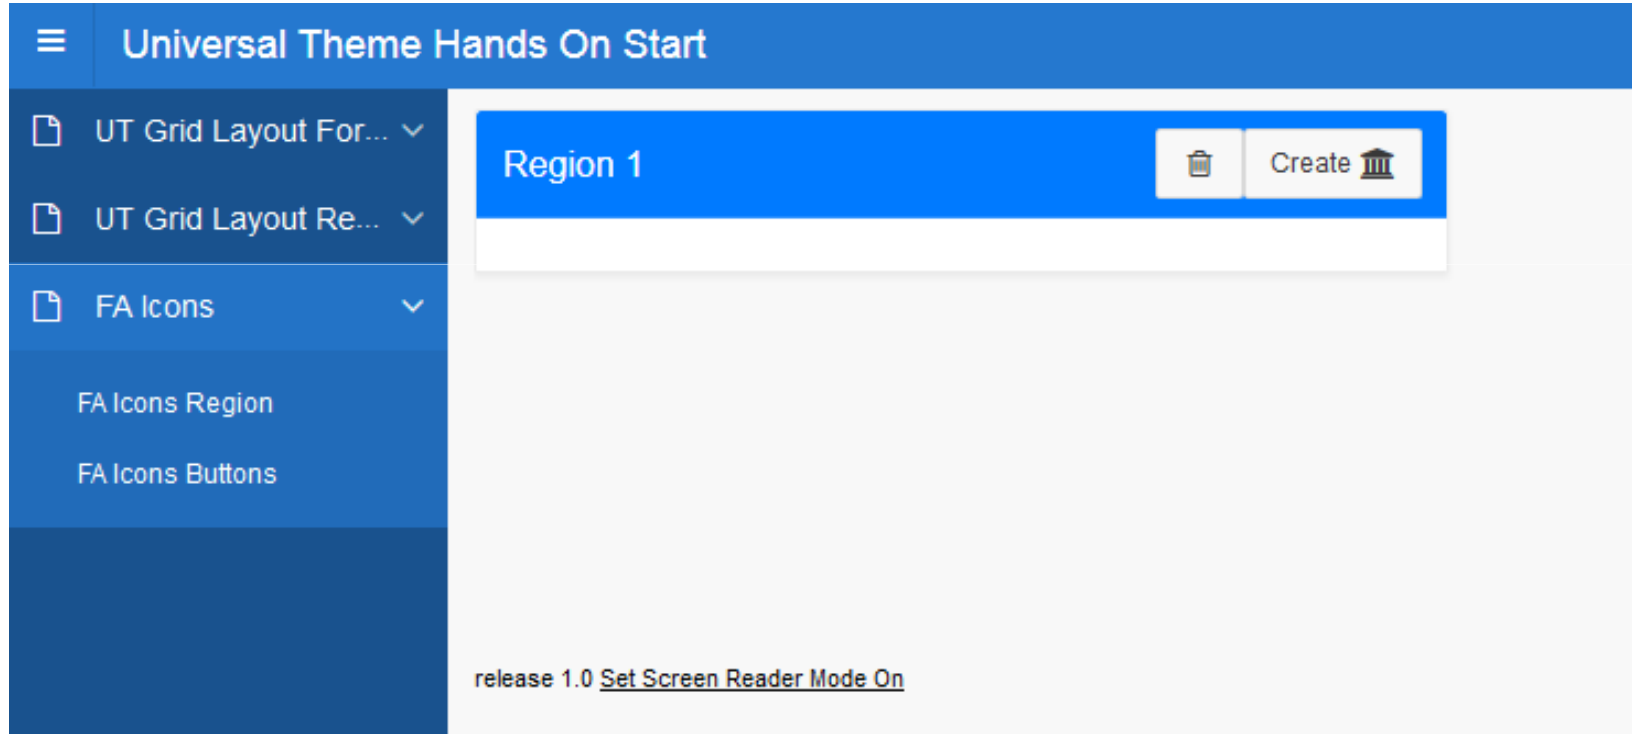 Universal Theme Hands On Start
UT Grid Layout For...
UT Grid Layout Re...
FA Icons
FA Icons Region
FA Icons Buttons
Region 1
Create
release 1.0 Set Screen Reader Mode On